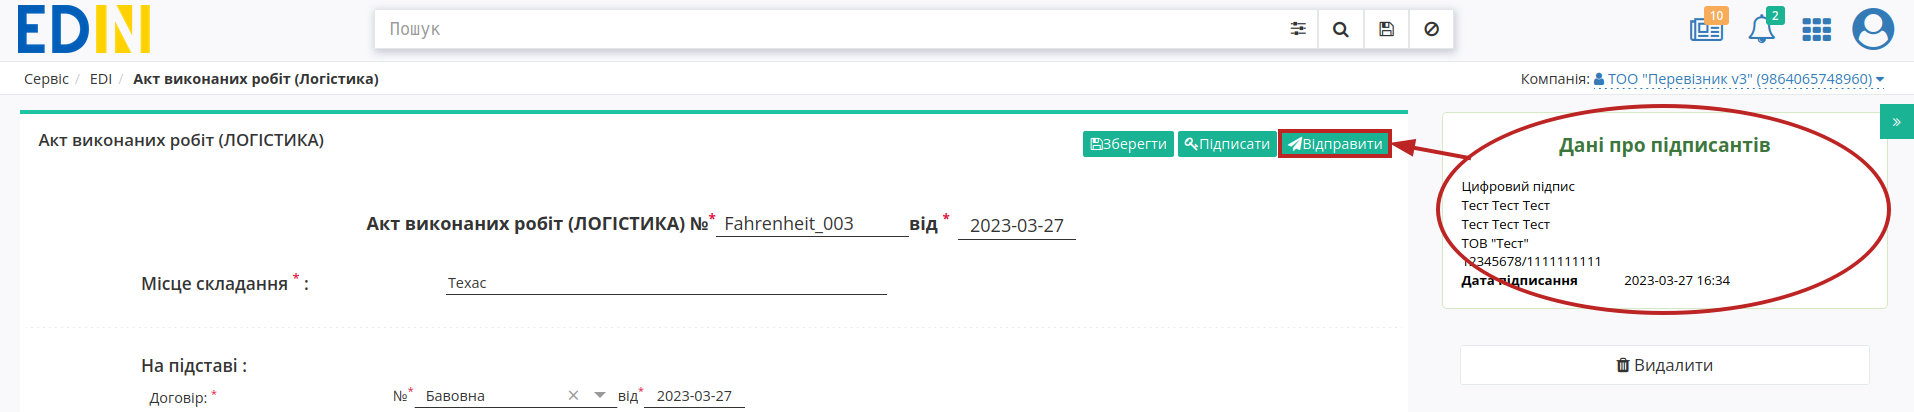 EDIN
Пошук
10
2
Сервіс / EDI / Акт виконаних робіт (Логістика)
Компанія: ТОО "Перевізник v3" (9864065748960)
Акт виконаних робіт (ЛОГІСТИКА)
Зберегти Підписати Відправити
»
Дані про підписантів
Цифровий підпис
Тест Тест Тест
Тест Тест Тест
ТОВ "Тест"
12345678/1111111111
Дата підписання 2023-03-27 16:34
Видалити
Акт виконаних робіт (ЛОГІСТИКА) №* Fahrenheit_003 від * 2023-03-27
Місце складання * : Техас
На підставі :
Договір: * №* Бавовна × від* 2023-03-27